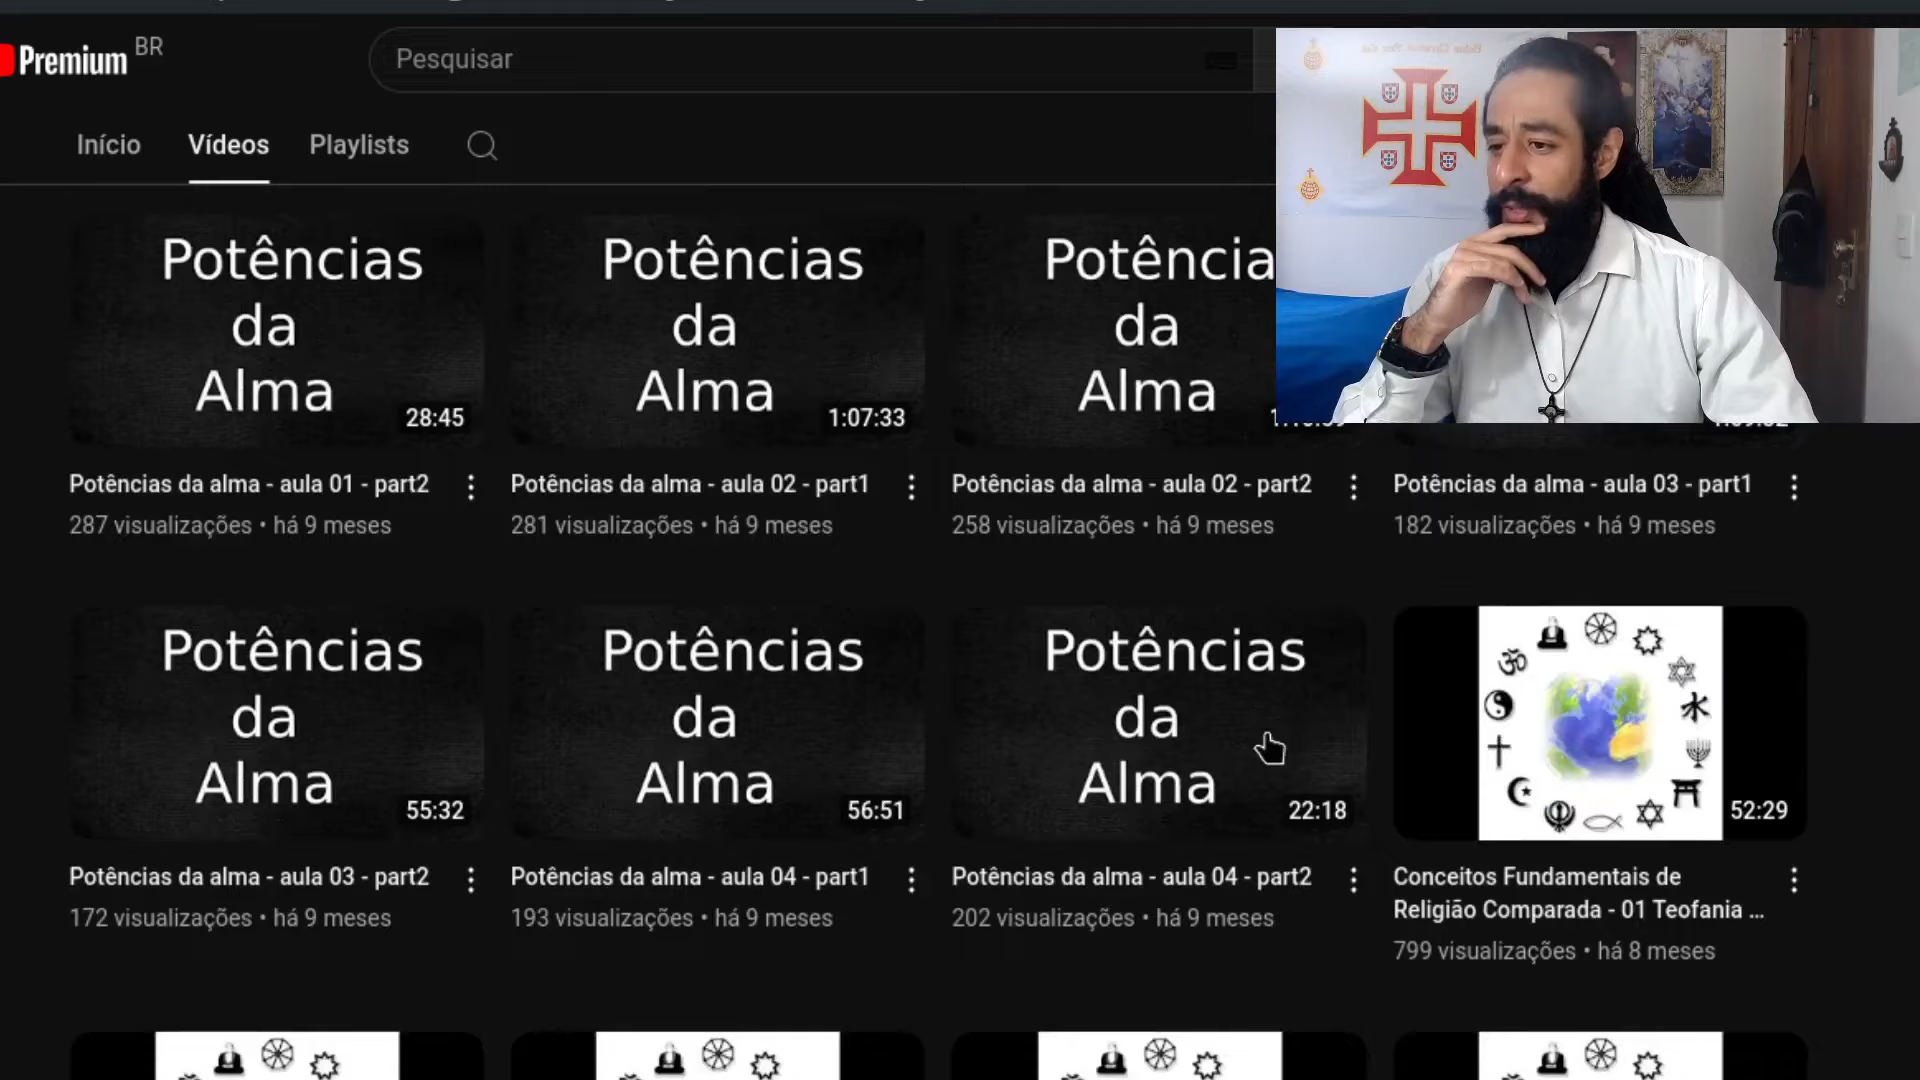 Premium BR
Pesquisar
Início Vídeos Playlists
Potências
da
Alma
28:45
Potências
da
Alma
1:07:33
Potência
da
Alma
Potências da alma - aula 01 - part2
287 visualizações • há 9 meses
Potências da alma - aula 02 - part1
281 visualizações • há 9 meses
Potências da alma - aula 02 - part2
258 visualizações • há 9 meses
Potências da alma - aula 03 - part1
182 visualizações • há 9 meses
Potências
da
Alma
55:32
Potências
da
Alma
56:51
Potências
da
Alma
22:18
52:29
Potências da alma - aula 03 - part2
172 visualizações • há 9 meses
Potências da alma - aula 04 - part1
193 visualizações • há 9 meses
Potências da alma - aula 04 - part2
202 visualizações • há 9 meses
Conceitos Fundamentais de
Religião Comparada - 01 Teofania ...
799 visualizações • há 8 meses